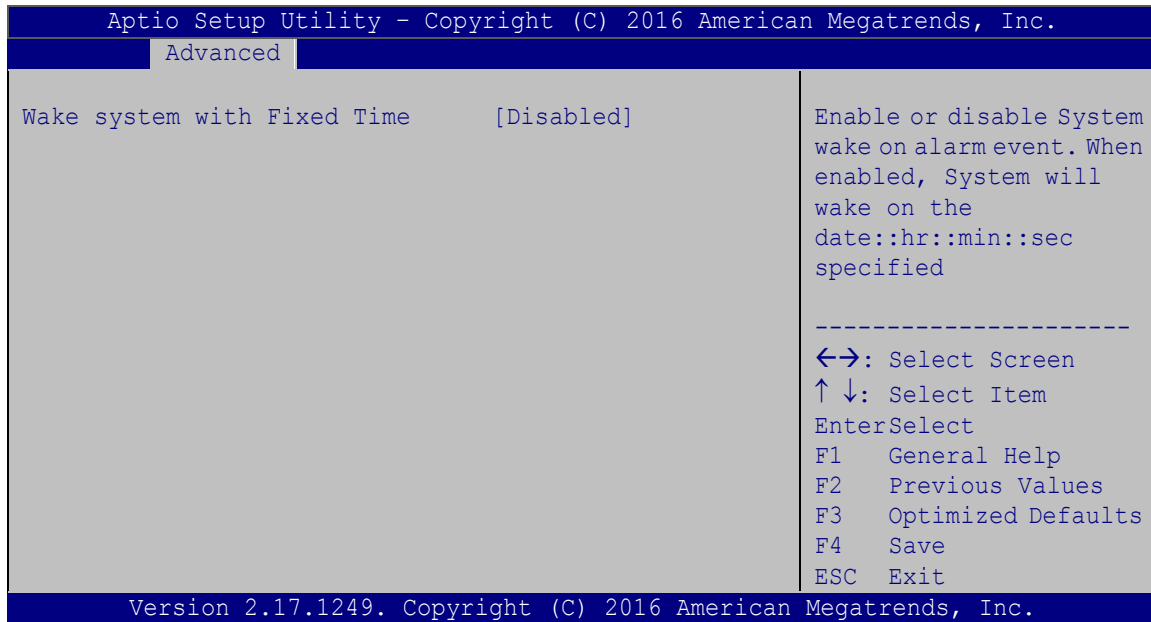 Aptio Setup Utility – Copyright (C) 2016 American Megatrends, Inc.
Advanced
Wake system with Fixed Time [Disabled]
Enable or disable System
wake on alarm event. When
enabled, System will
wake on the
date::hr::min::sec
specified
----------------------
←→: Select Screen
↑ ↓: Select Item
EnterSelect
F1 General Help
F2 Previous Values
F3 Optimized Defaults
F4 Save
ESC Exit
Version 2.17.1249. Copyright (C) 2016 American Megatrends, Inc.